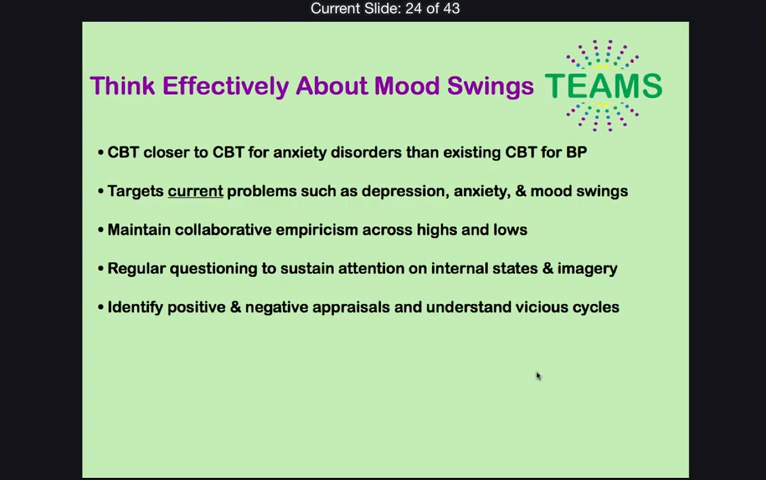 Current Slide: 24 of 43
Think Effectively About Mood Swings
TEAMS
• CBT closer to CBT for anxiety disorders than existing CBT for BP
• Targets current problems such as depression, anxiety, & mood swings
• Maintain collaborative empiricism across highs and lows
• Regular questioning to sustain attention on internal states & imagery
• Identify positive & negative appraisals and understand vicious cycles